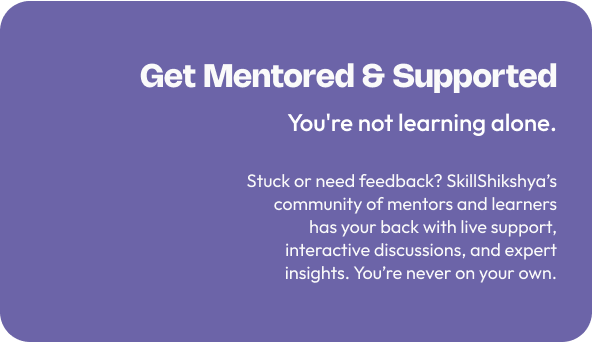 Get Mentored & Supported
You're not learning alone.
Stuck or need feedback? SkillShikshya’s
community of mentors and learners
has your back with live support,
interactive discussions, and expert
insights. You’re never on your own.